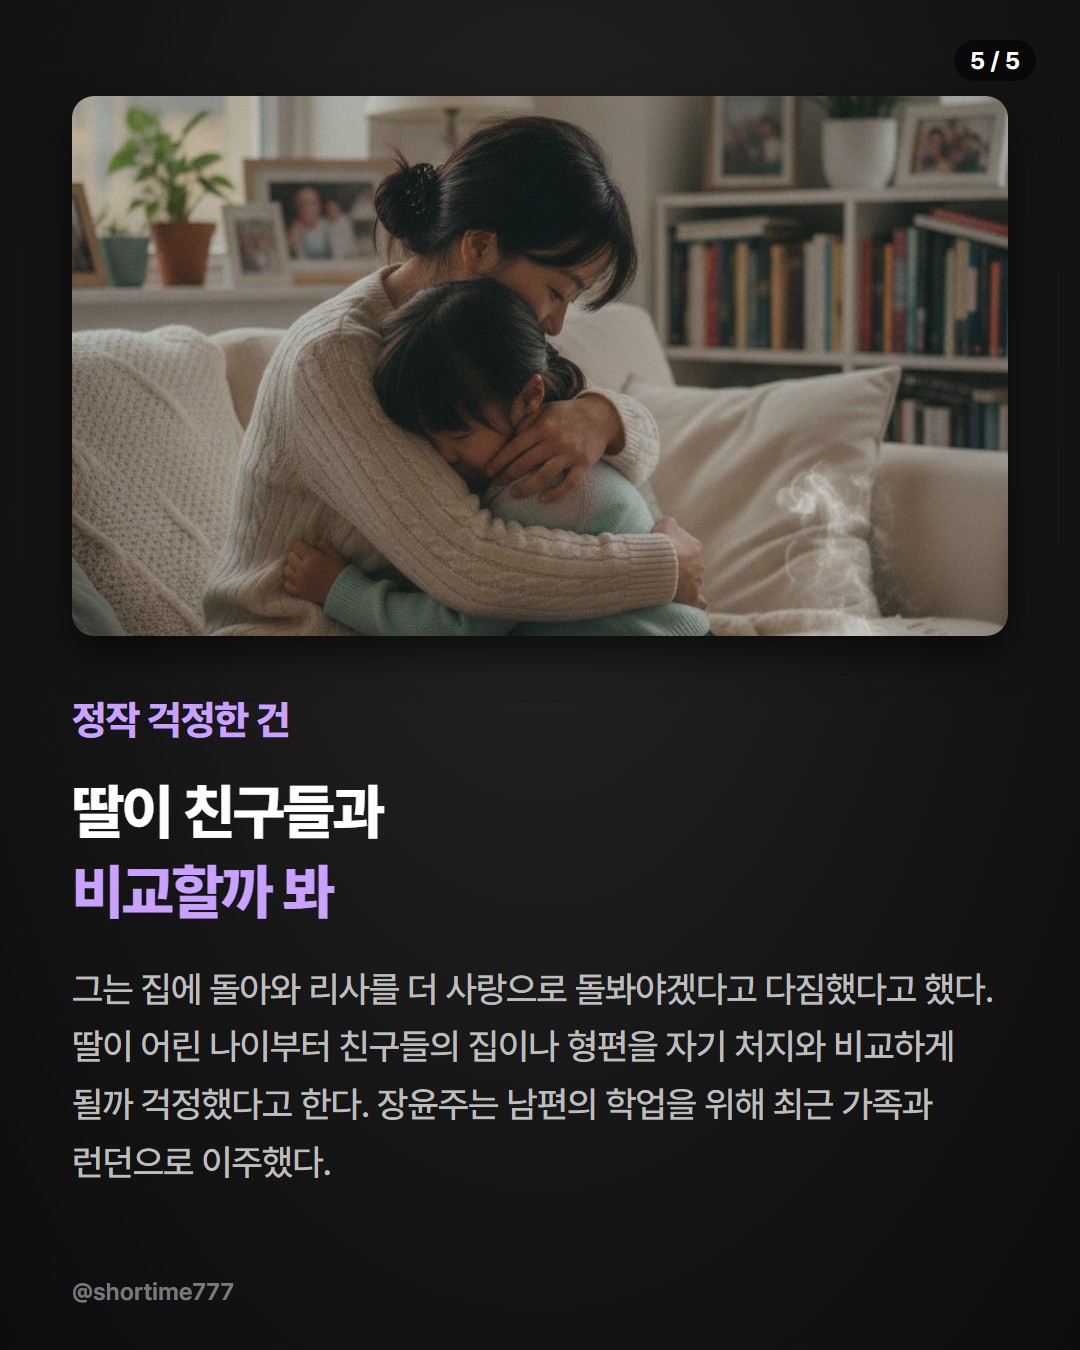 5 / 5
정작 걱정한 건
딸이 친구들과
비교할까 봐
그는 집에 돌아와 리사를 더 사랑으로 돌봐야겠다고 다짐했다고 했다.
딸이 어린 나이부터 친구들의 집이나 형편을 자기 처지와 비교하게
될까 걱정했다고 한다. 장윤주는 남편의 학업을 위해 최근 가족과
런던으로 이주했다.
@shortime777